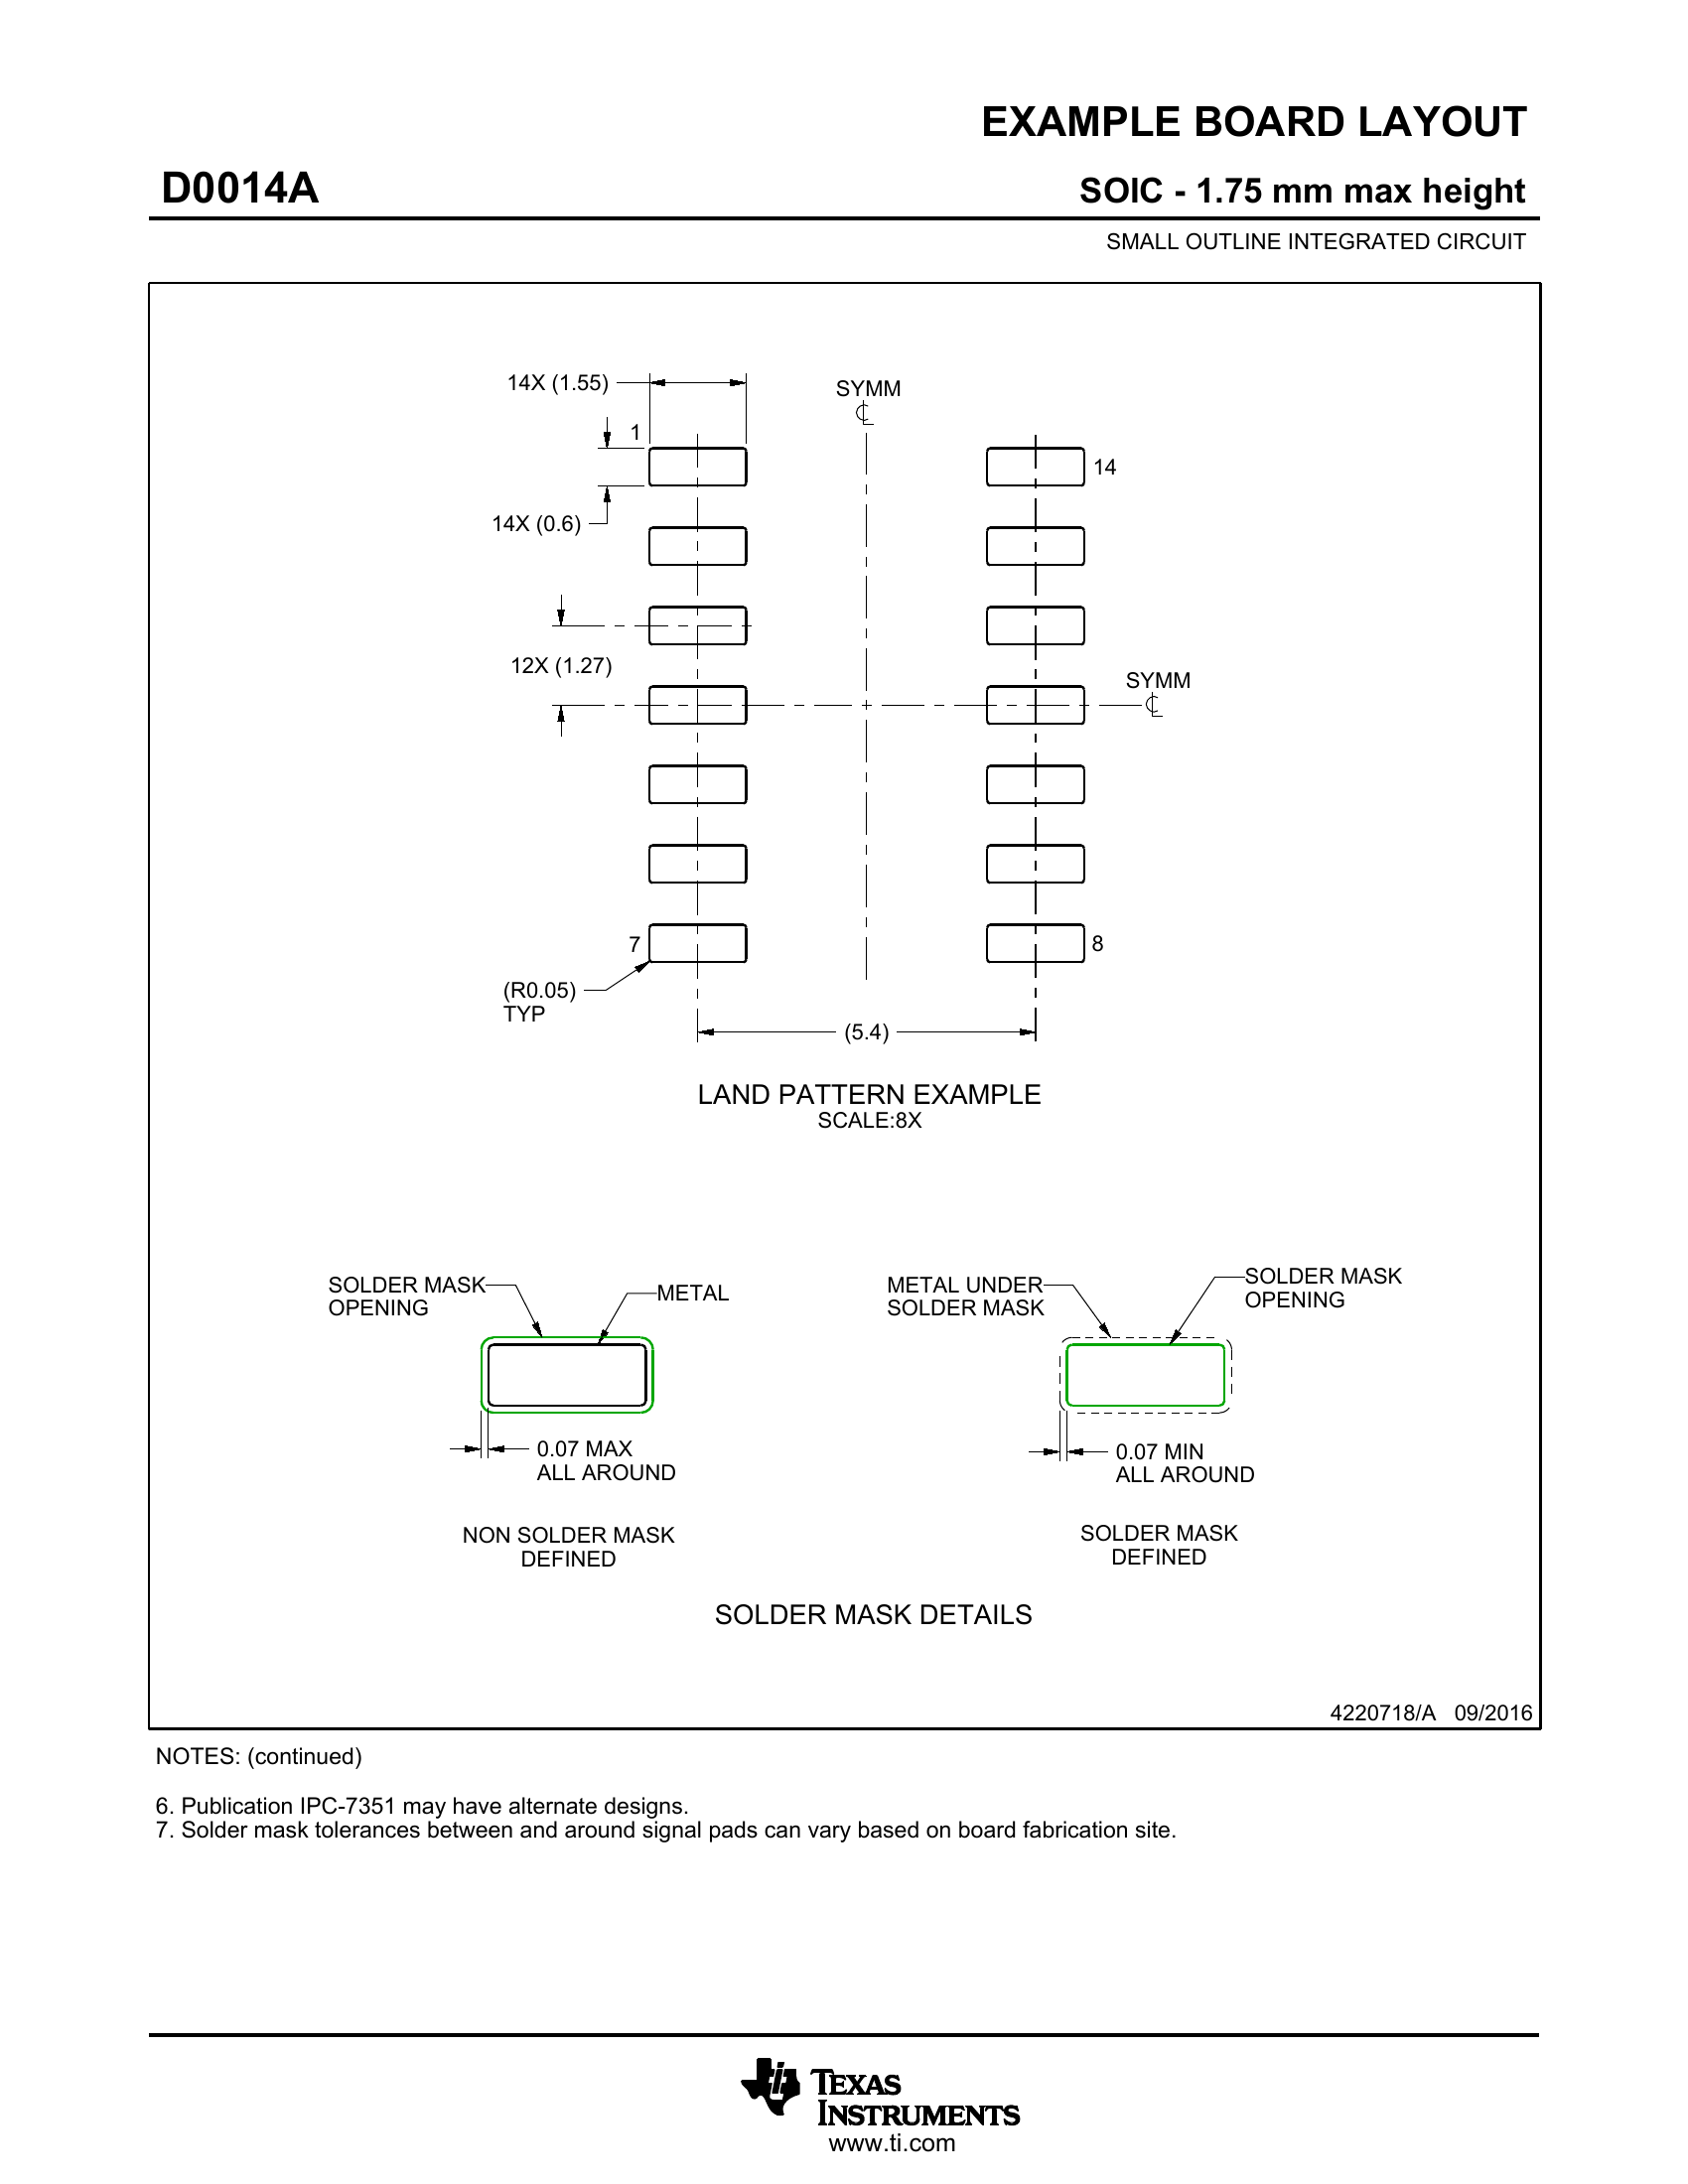 EXAMPLE BOARD LAYOUT
D0014A
SOIC - 1.75 mm max height
SMALL OUTLINE INTEGRATED CIRCUIT
14X (1.55)
SYMM
1
14
14X (0.6)
12X (1.27)
SYMM
7
8
(R0.05)
TYP
(5.4)
LAND PATTERN EXAMPLE
SCALE:8X
SOLDER MASK
OPENING
METAL
METAL UNDER
SOLDER MASK
SOLDER MASK
OPENING
0.07 MAX
ALL AROUND
0.07 MIN
ALL AROUND
NON SOLDER MASK
DEFINED
SOLDER MASK
DEFINED
SOLDER MASK DETAILS
4220718/A 09/2016
NOTES: (continued)
6. Publication IPC-7351 may have alternate designs.
7. Solder mask tolerances between and around signal pads can vary based on board fabrication site.
TEXAS
INSTRUMENTS
www.ti.com